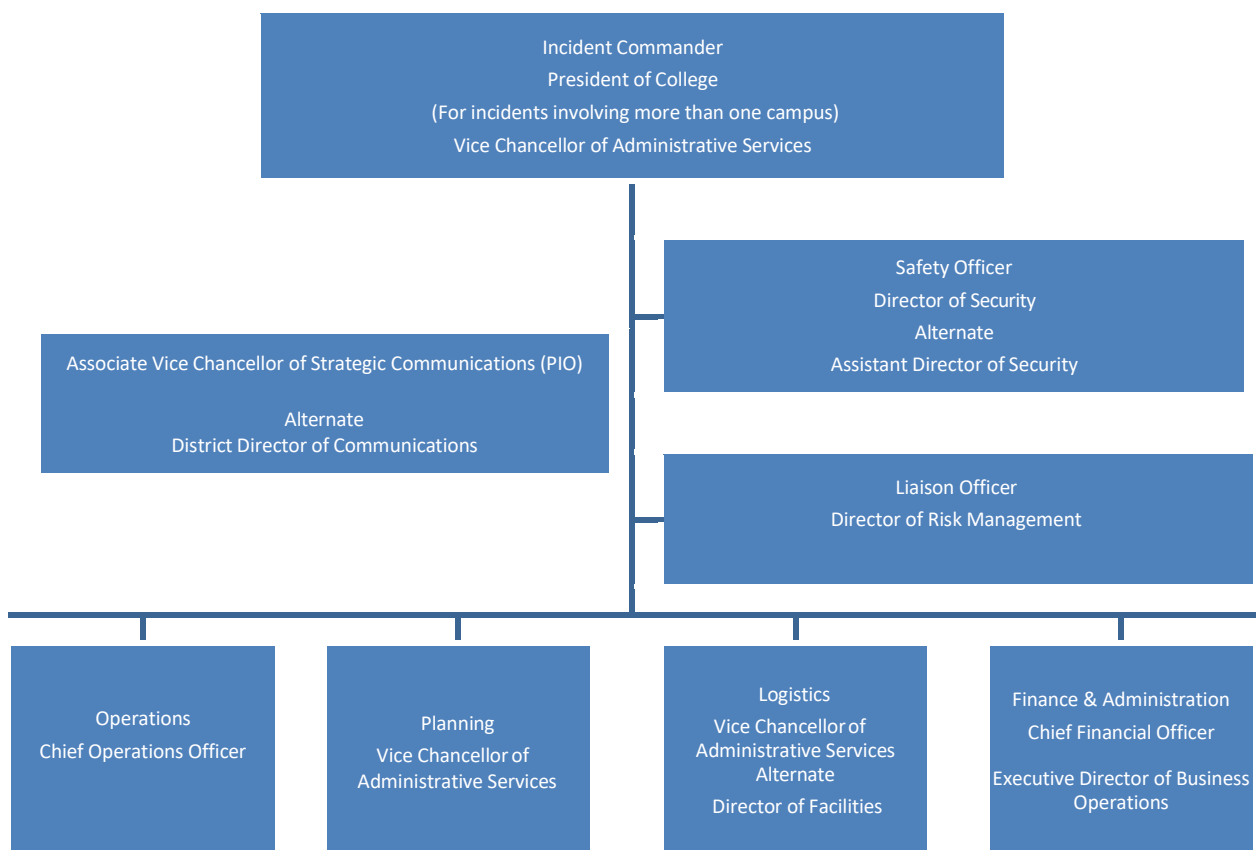 Incident Commander
President of College
(For incidents involving more than one campus)
Vice Chancellor of Administrative Services
Safety Officer
Director of Security
Alternate
Assistant Director of Security
Associate Vice Chancellor of Strategic Communications (PIO)
Alternate
District Director of Communications
Liaison Officer
Director of Risk Management
Operations
Chief Operations Officer
Planning
Vice Chancellor of
Administrative Services
Logistics
Vice Chancellor of
Administrative Services
Alternate
Director of Facilities
Finance & Administration
Chief Financial Officer
Executive Director of Business
Operations